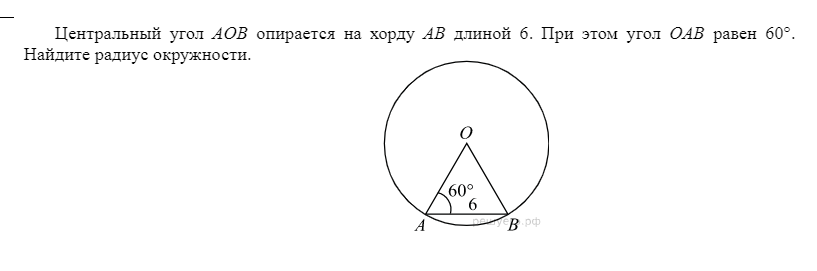 Центральный угол AOB опирается на хорду AB длиной 6. При этом угол OAB равен 60°.
Найдите радиус окружности.
O
60°
6
A
B